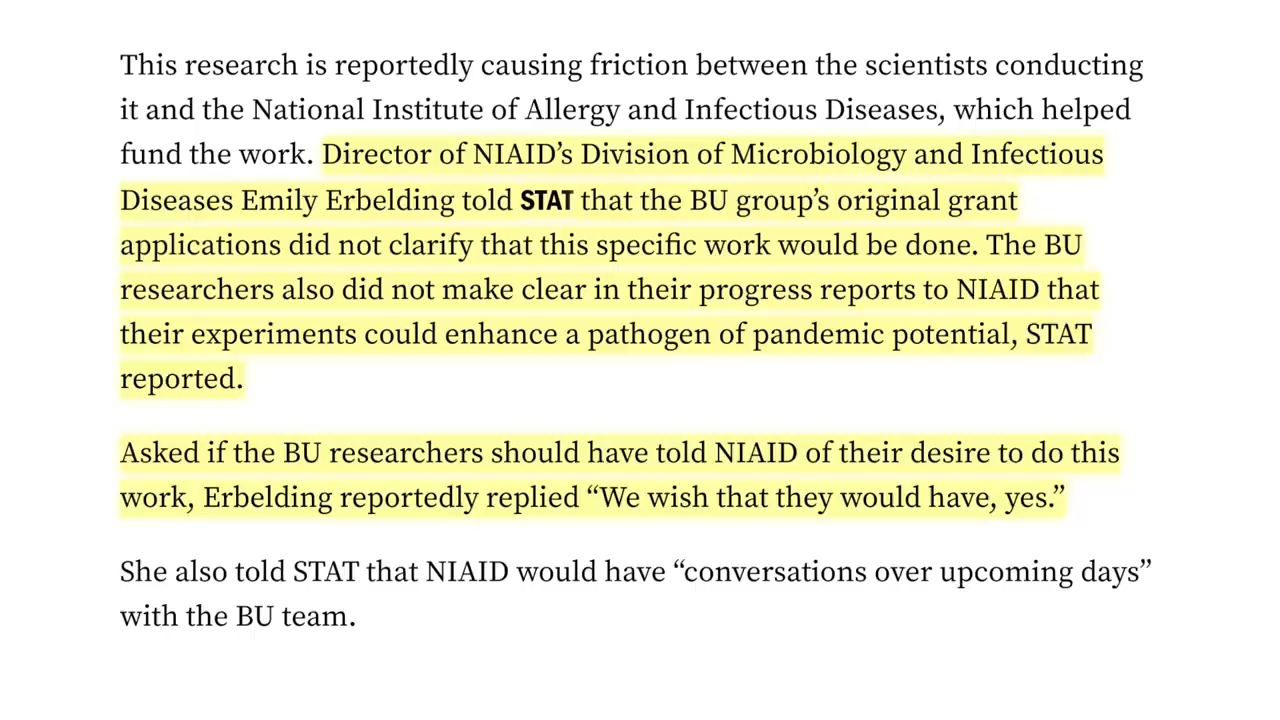 This research is reportedly causing friction between the scientists conducting
it and the National Institute of Allergy and Infectious Diseases, which helped
fund the work. Director of NIAID’s Division of Microbiology and Infectious
Diseases Emily Erbelding told STAT that the BU group’s original grant
applications did not clarify that this specific work would be done. The BU
researchers also did not make clear in their progress reports to NIAID that
their experiments could enhance a pathogen of pandemic potential, STAT
reported.
Asked if the BU researchers should have told NIAID of their desire to do this
work, Erbelding reportedly replied “We wish that they would have, yes.”
She also told STAT that NIAID would have “conversations over upcoming days”
with the BU team.